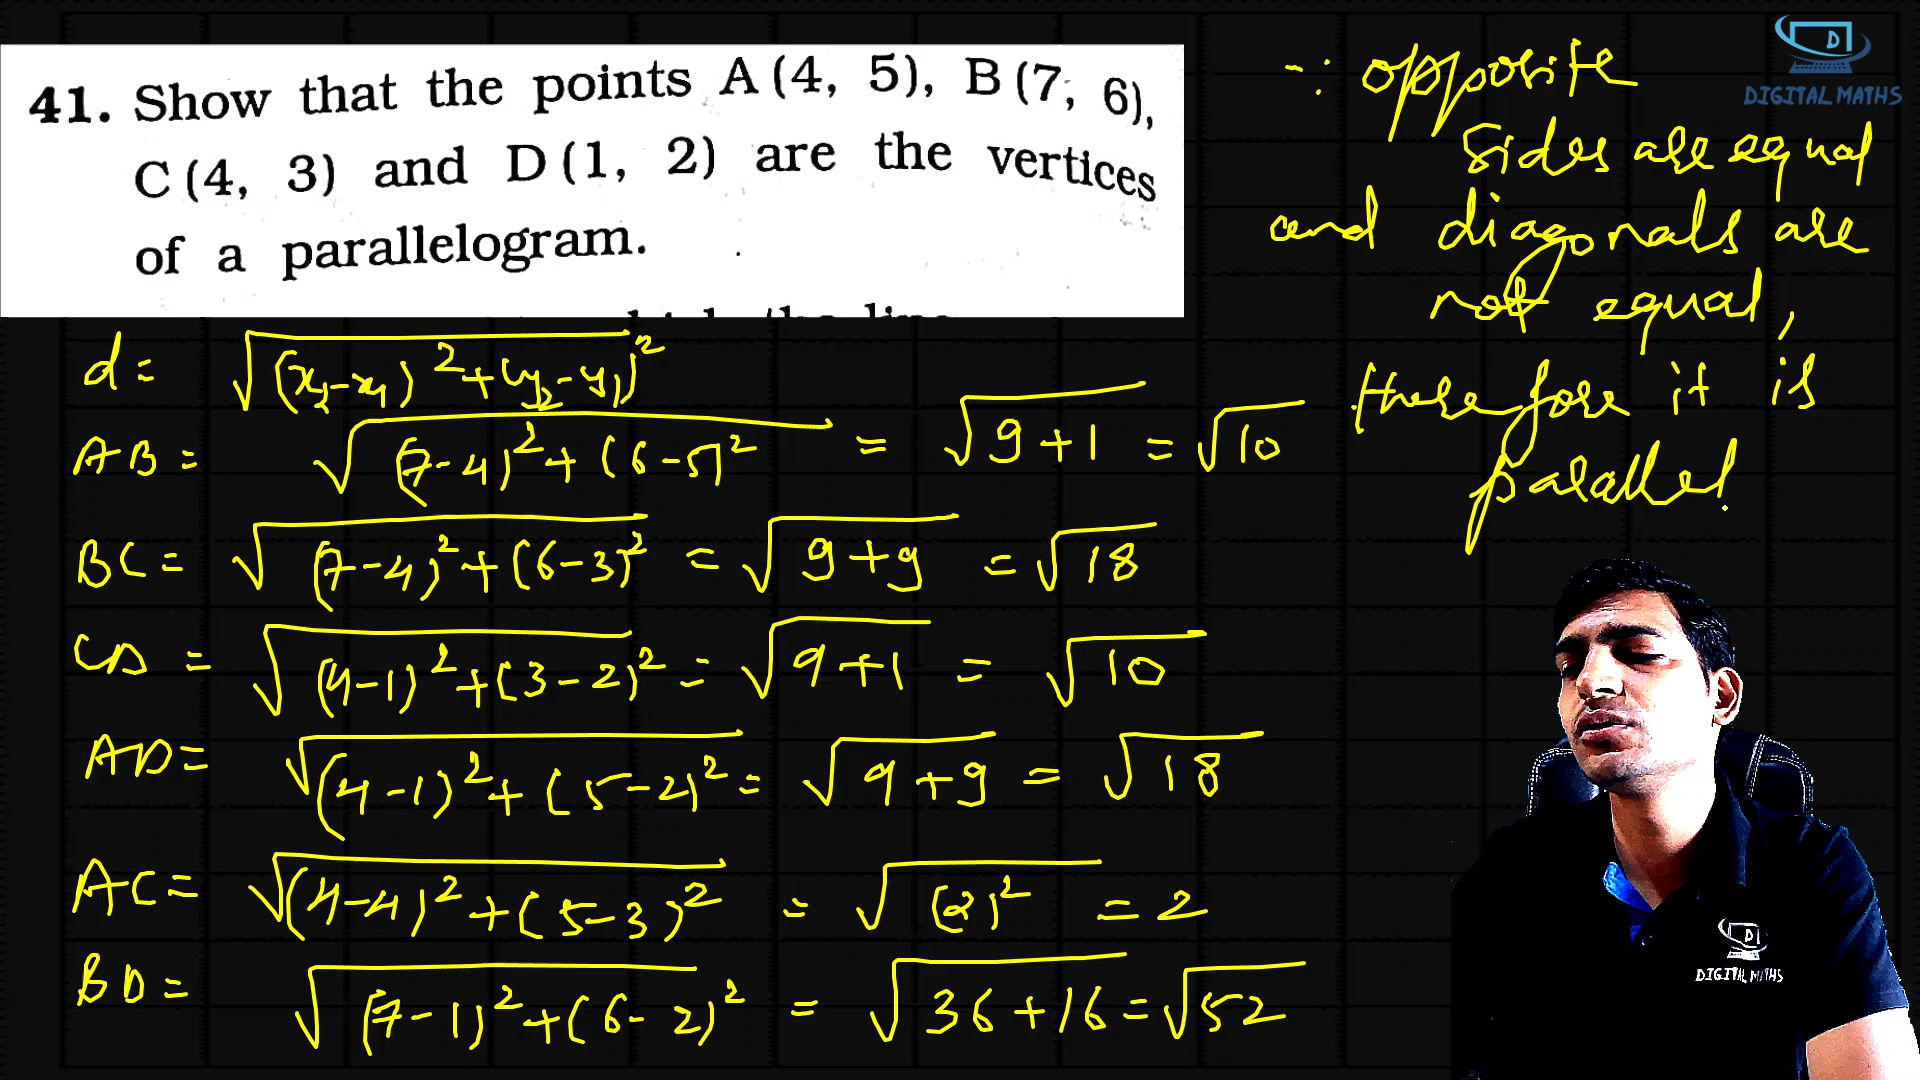 41. Show that the points A (4, 5), B (7, 6),
C (4, 3) and D (1, 2) are the vertices
of a parallelogram.
d = √(x₂-x₁)² + (y₂-y₁)²
AB = √(7-4)² + (6-5)² = √9+1 = √10
BC = √(7-4)² + (6-3)² = √9+9 = √18
CD = √(4-1)² + (3-2)² = √9+1 = √10
AD = √(4-1)² + (5-2)² = √9+9 = √18
AC = √(4-4)² + (5-3)² = √(2)² = 2
BD = √(7-1)² + (6-2)² = √36+16 = √52
∵ opposite
sides are equal
and diagonals are
not equal,
therefore it is
parallel
D
DIGITAL MATHS
D
DIGITAL MATHS